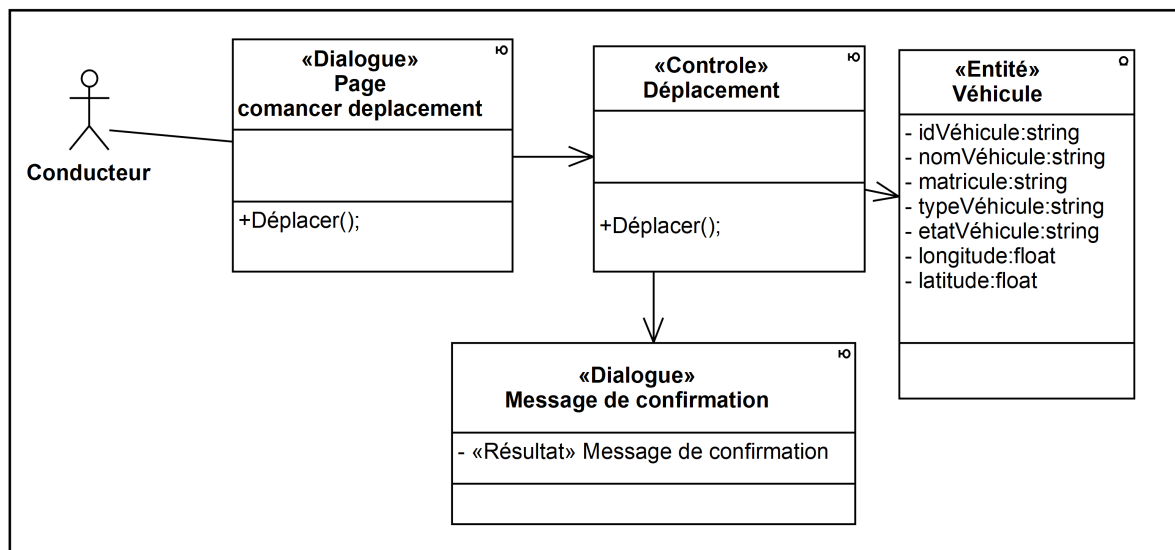 Conducteur
«Dialogue»
Page
comancer deplacement
+Déplacer();
«Controle»
Déplacement
+Déplacer();
«Entité»
Véhicule
- idVéhicule:string
- nomVéhicule:string
- matricule:string
- typeVéhicule:string
- etatVéhicule:string
- longitude:float
- latitude:float
«Dialogue»
Message de confirmation
- «Résultat» Message de confirmation